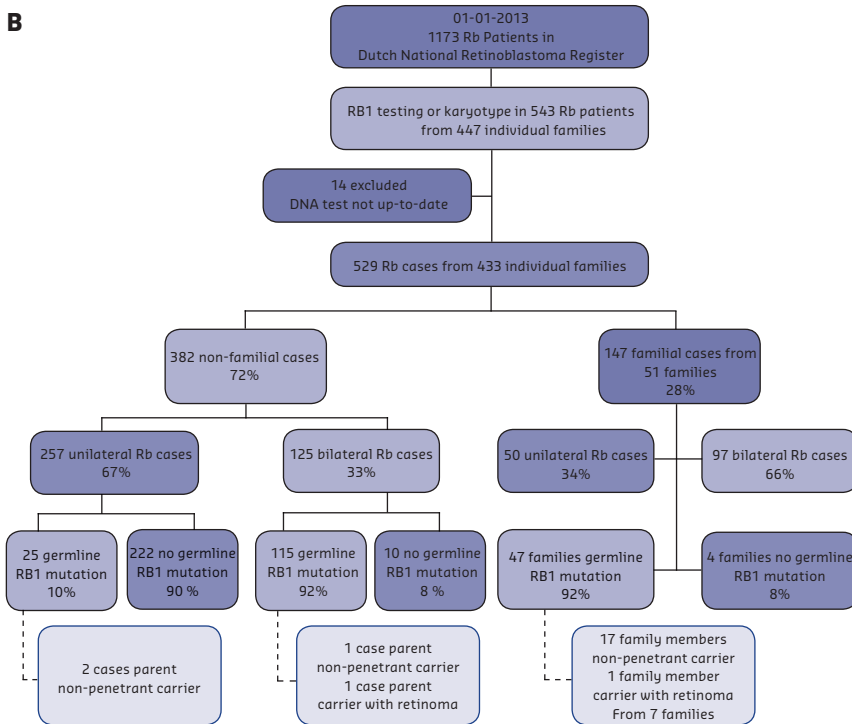 B
01-01-2013
1173 Rb Patients in
Dutch National Retinoblastoma Register
RB1 testing or karyotype in 543 Rb patients
from 447 individual families
14 excluded
DNA test not up-to-date
529 Rb cases from 433 individual families
382 non-familial cases
72%
147 familial cases from
51 families
28%
257 unilateral Rb cases
67%
125 bilateral Rb cases
33%
50 unilateral Rb cases
34%
97 bilateral Rb cases
66%
25 germline
RB1 mutation
10%
222 no germline
RB1 mutation
90 %
115 germline
RB1 mutation
92%
10 no germline
RB1 mutation
8 %
47 families germline
RB1 mutation
92%
4 families no germline
RB1 mutation
8%
2 cases parent
non-penetrant carrier
1 case parent
non-penetrant carrier
1 case parent
carrier with retinoma
17 family members
non-penetrant carrier
1 family member
carrier with retinoma
From 7 families